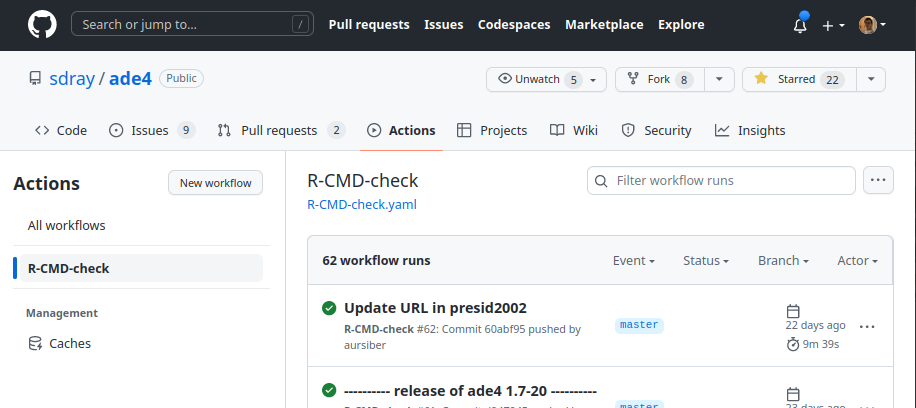 Search or jump to... /
Pull requests Issues Codespaces Marketplace Explore
sdray / ade4 Public
Unwatch 5 Fork 8 Starred 22
Code Issues 9 Pull requests 2 Actions Projects Wiki Security Insights
Actions New workflow
All workflows
R-CMD-check
Management
Caches
R-CMD-check
R-CMD-check.yaml
Filter workflow runs
62 workflow runs Event Status Branch Actor
Update URL in presid2002
R-CMD-check #62: Commit 60abf95 pushed by
aursiber
master
22 days ago
9m 39s
---------- release of ade4 1.7-20 ----------
master
23 days ago